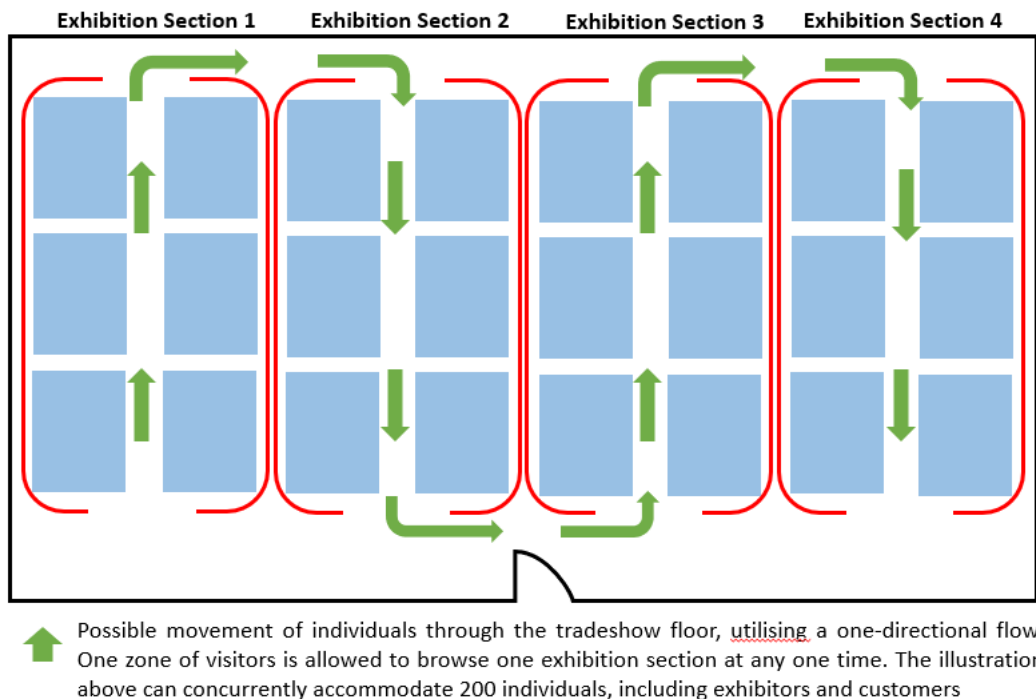 Exhibition Section 1 Exhibition Section 2 Exhibition Section 3 Exhibition Section 4
Possible movement of individuals through the tradeshow floor, utilising a one-directional flow
One zone of visitors is allowed to browse one exhibition section at any one time. The illustration
above can concurrently accommodate 200 individuals, including exhibitors and customers